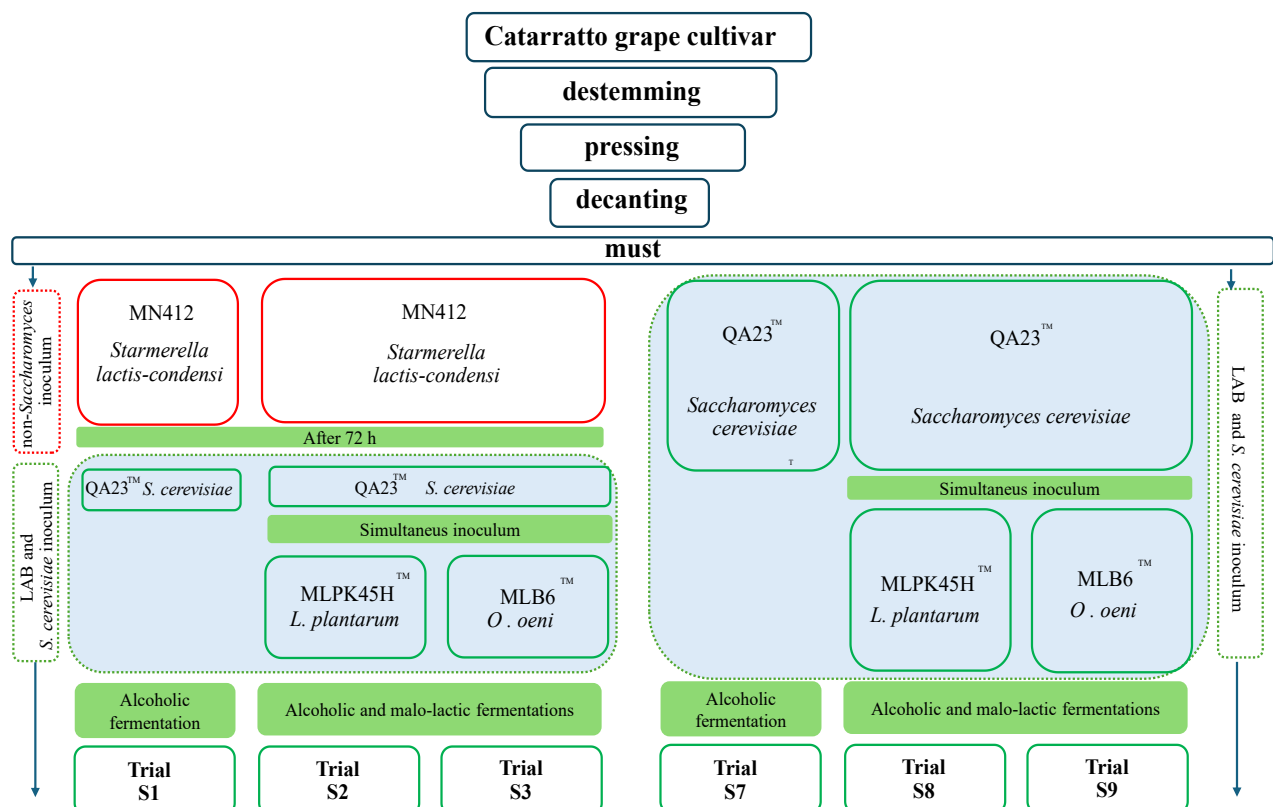 Catarratto grape cultivar
destemming
pressing
decanting
must
non-Saccharomyces
inoculum
MN412
Starmerella
lactis-condensi
MN412
Starmerella
lactis-condensi
After 72 h
LAB and
S. cerevisiae inoculum
QA23™ S. cerevisiae
QA23™ S. cerevisiae
Simultaneus inoculum
MLPK45H™
L. plantarum
MLB6™
O . oeni
Alcoholic
fermentation
Alcoholic and malo-lactic fermentations
Trial
S1
Trial
S2
Trial
S3
QA23™
Saccharomyces
cerevisiae
T
QA23™
Saccharomyces cerevisiae
Simultaneus inoculum
MLPK45H™
L. plantarum
MLB6™
O . oeni
LAB and S. cerevisiae inoculum
Alcoholic
fermentation
Alcoholic and malo-lactic fermentations
Trial
S7
Trial
S8
Trial
S9